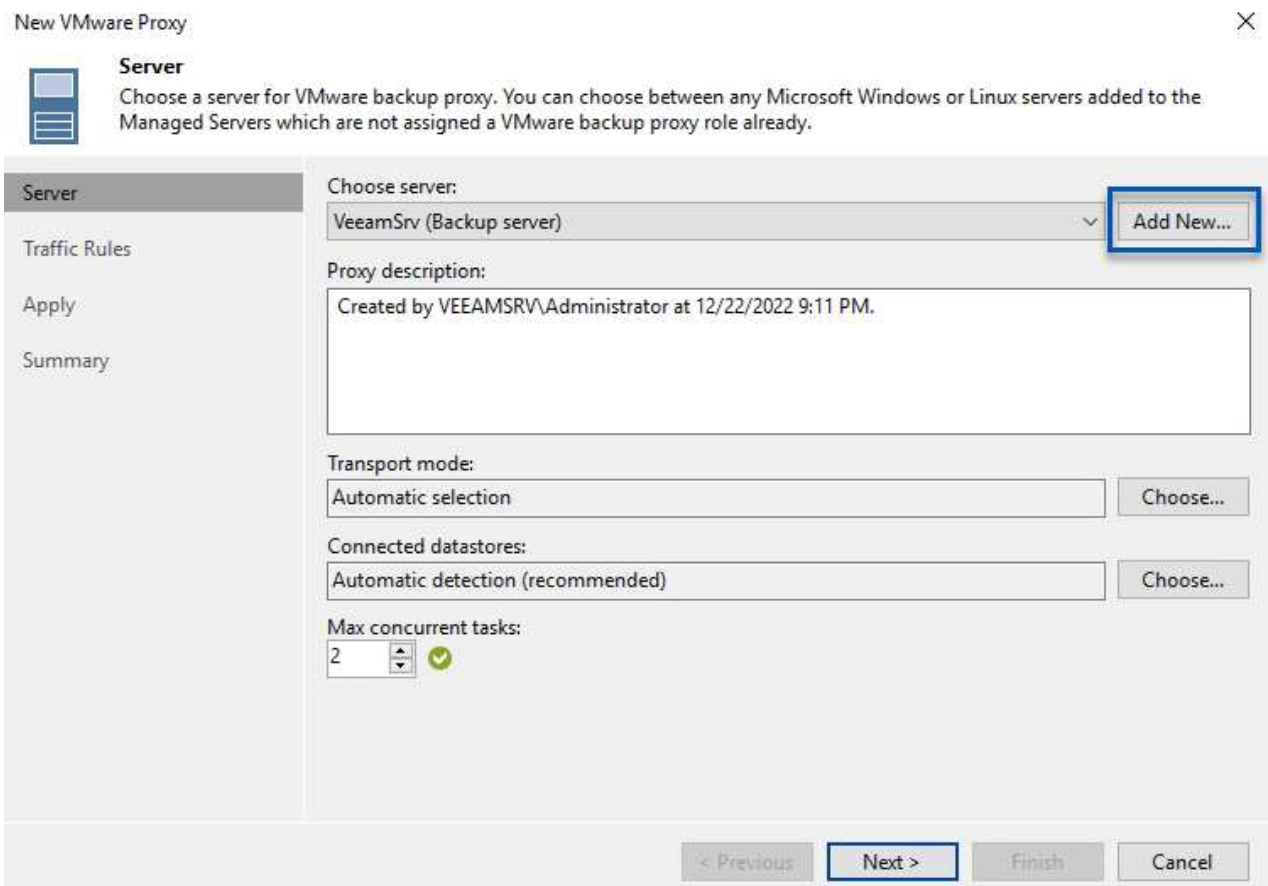 New VMware Proxy
Server
Choose a server for VMware backup proxy. You can choose between any Microsoft Windows or Linux servers added to the
Managed Servers which are not assigned a VMware backup proxy role already.
Server
Traffic Rules
Apply
Summary
Choose server:
VeeamSrv (Backup server)
Add New...
Proxy description:
Created by VEEAMSRV\Administrator at 12/22/2022 9:11 PM.
Transport mode:
Automatic selection
Choose...
Connected datastores:
Automatic detection (recommended)
Choose...
Max concurrent tasks:
2
< Previous
Next >
Finish
Cancel